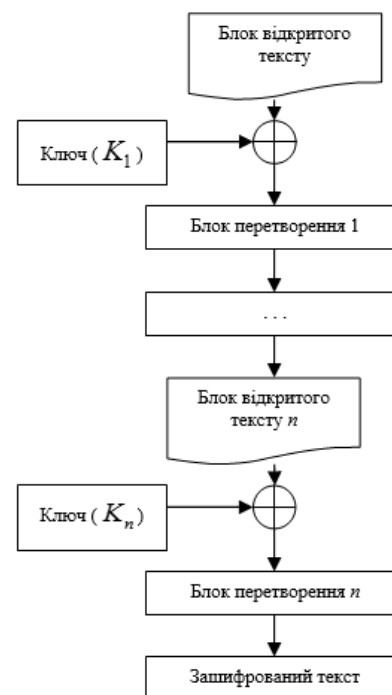 Блок відкритого
тексту
Ключ ( K₁ )
Блок перетворення 1
. . .
Блок відкритого
тексту n
Ключ ( Kₙ )
Блок перетворення n
Зашифрований текст